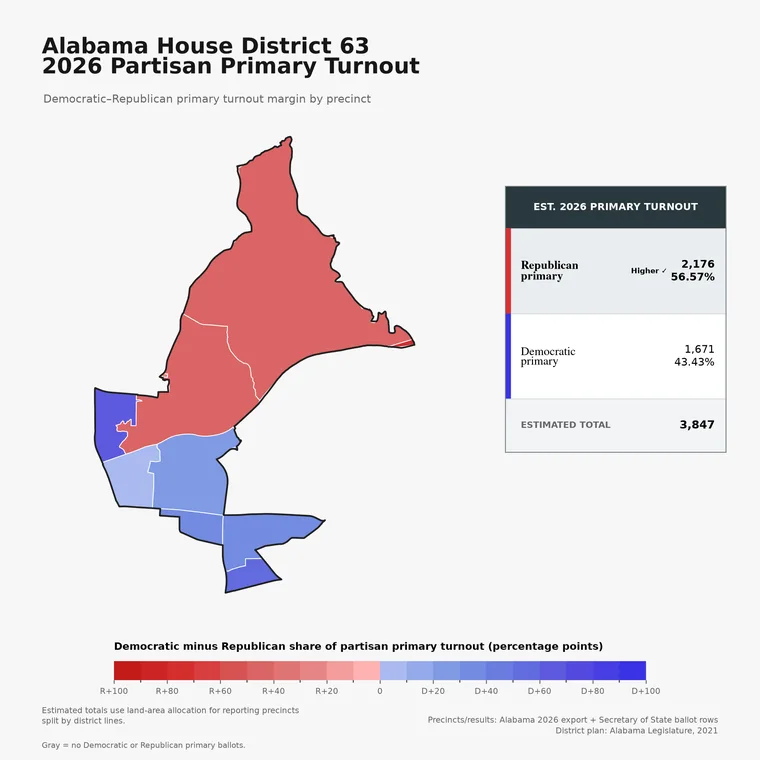 Alabama House District 63
2026 Partisan Primary Turnout
Democratic–Republican primary turnout margin by precinct
EST. 2026 PRIMARY TURNOUT
Republican
primary
Higher ✓
2,176
56.57%
Democratic
primary
1,671
43.43%
ESTIMATED TOTAL
3,847
Democratic minus Republican share of partisan primary turnout (percentage points)
R+100 R+80 R+60 R+40 R+20 0 D+20 D+40 D+60 D+80 D+100
Estimated totals use land-area allocation for reporting precincts
split by district lines.
Gray = no Democratic or Republican primary ballots.
Precincts/results: Alabama 2026 export + Secretary of State ballot rows
District plan: Alabama Legislature, 2021